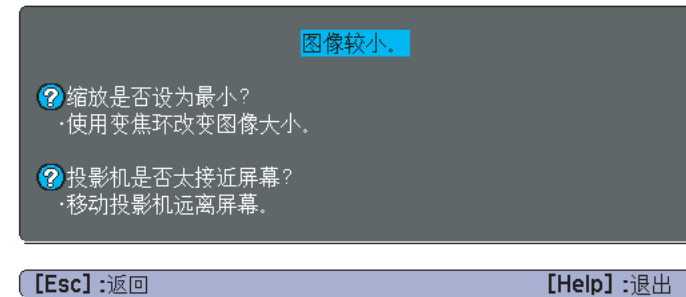 图像较小。
?缩放是否设为最小?
·使用变焦环改变图像大小。
?投影机是否太接近屏幕?
·移动投影机远离屏幕。
[Esc] :返回 [Help] :退出